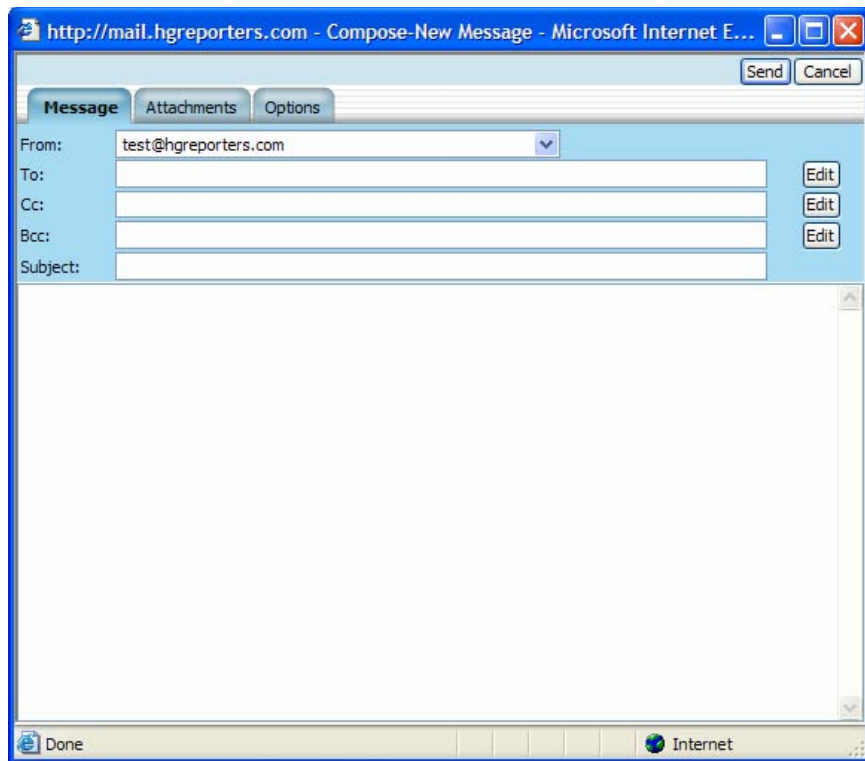 http://mail.hgreporters.com - Compose-New Message - Microsoft Internet E...
Send Cancel
Message Attachments Options
From: test@hgreporters.com
To: Edit
Cc: Edit
Bcc: Edit
Subject:
Done Internet